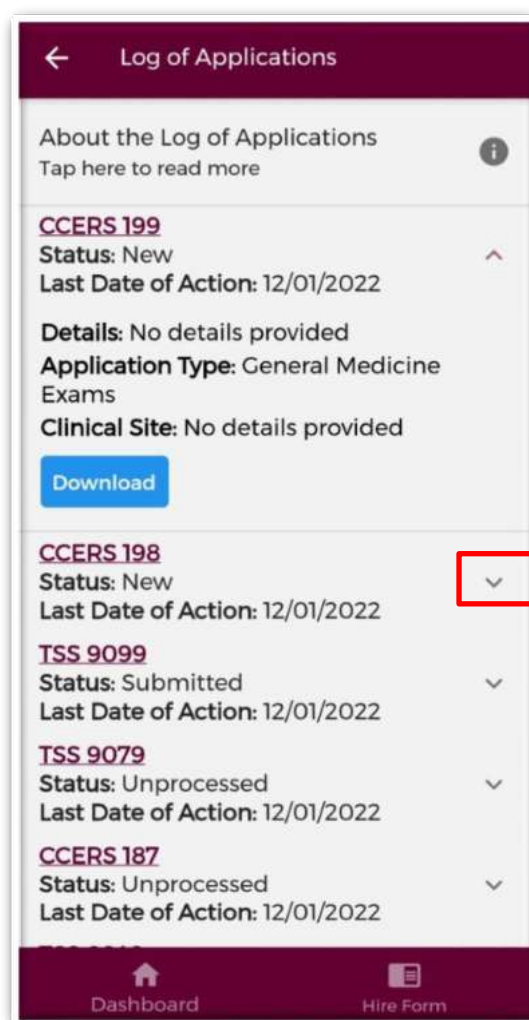 Log of Applications
About the Log of Applications
Tap here to read more
CCERS 199
Status: New
Last Date of Action: 12/01/2022
Details: No details provided
Application Type: General Medicine
Exams
Clinical Site: No details provided
Download
CCERS 198
Status: New
Last Date of Action: 12/01/2022
TSS 9099
Status: Submitted
Last Date of Action: 12/01/2022
TSS 9079
Status: Unprocessed
Last Date of Action: 12/01/2022
CCERS 187
Status: Unprocessed
Last Date of Action: 12/01/2022
Dashboard
Hire Form